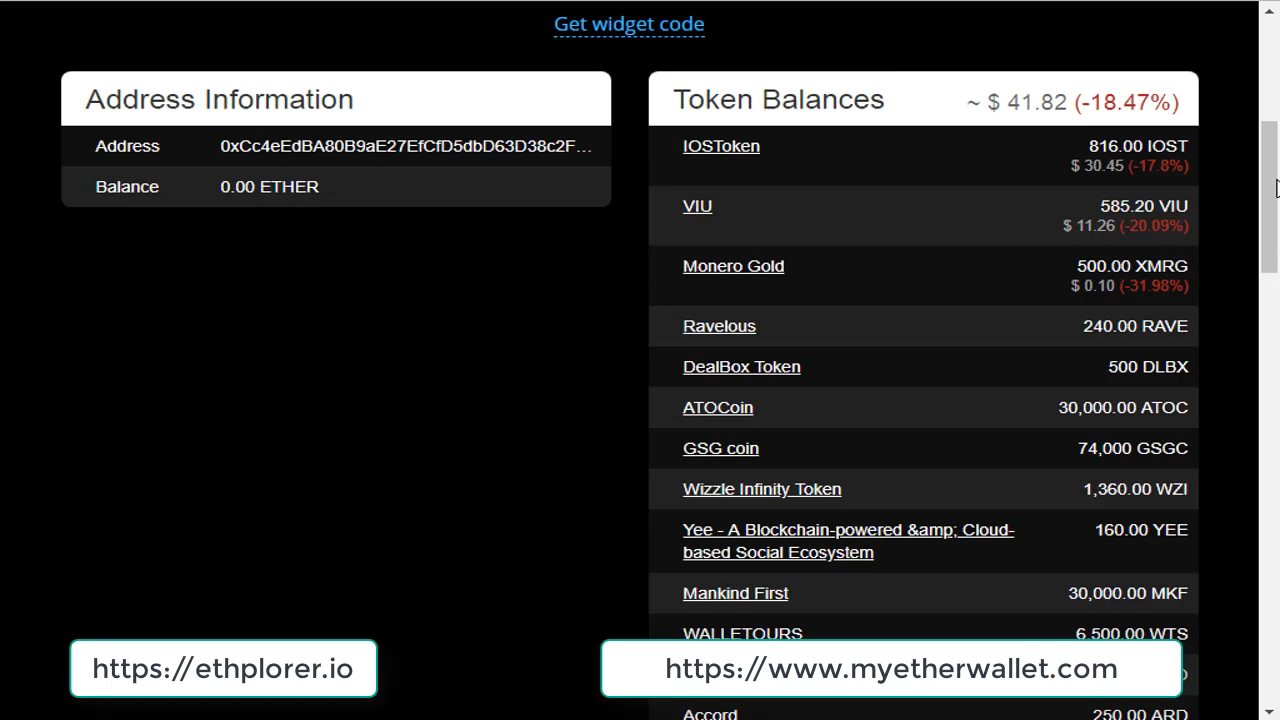 Get widget code
Address Information
Address 0xCc4eEdBA80B9aE27EfCfD5dbD63D38c2F...
Balance 0.00 ETHER
Token Balances ~ $ 41.82 (-18.47%)
IOSToken 816.00 IOST
$ 30.45 (-17.8%)
VIU 585.20 VIU
$ 11.26 (-20.09%)
Monero Gold 500.00 XMRG
$ 0.10 (-31.98%)
Ravelous 240.00 RAVE
DealBox Token 500 DLBX
ATOCoin 30,000.00 ATOC
GSG coin 74,000 GSGC
Wizzle Infinity Token 1,360.00 WZI
Yee - A Blockchain-powered &amp; Cloud- 160.00 YEE
based Social Ecosystem
Mankind First 30,000.00 MKF
WALLETOURS 6,500.00 WTS
https://ethplorer.io
https://www.myetherwallet.com
Accord 250.00 ARD